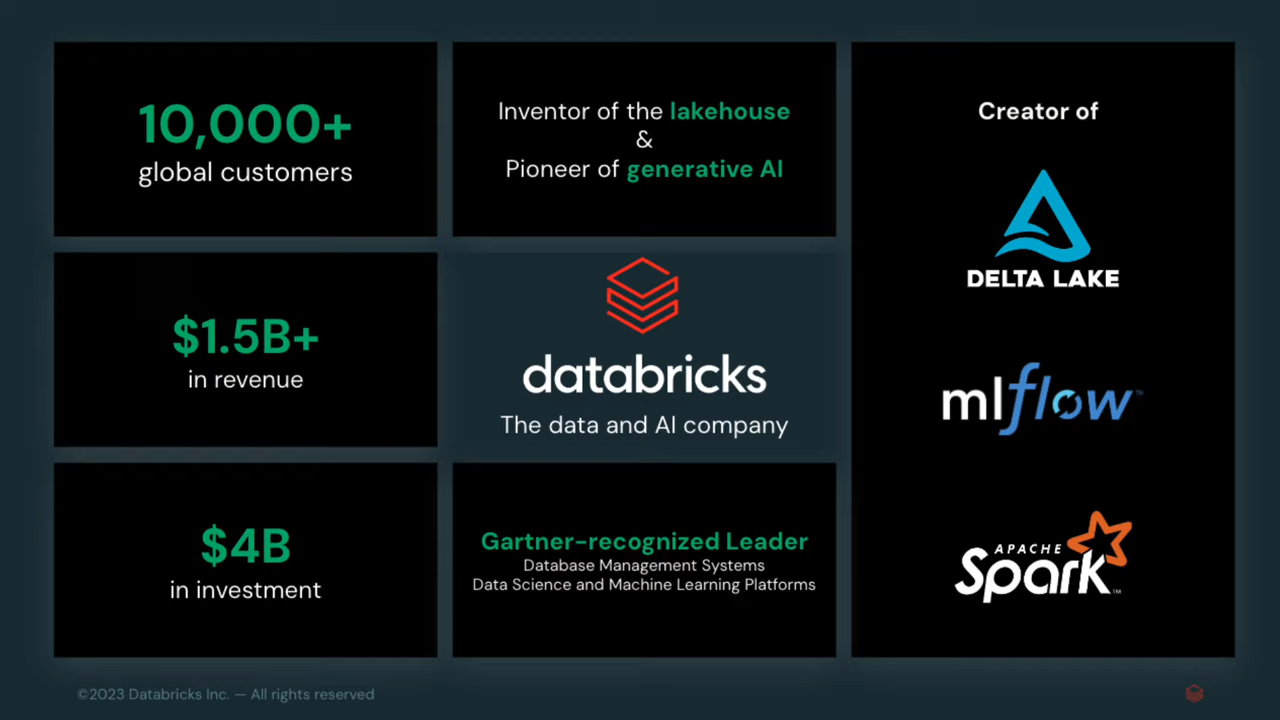 10,000+
global customers
Inventor of the lakehouse
&
Pioneer of generative AI
Creator of
DELTA LAKE
mlflow™
APACHE
Spark™
$1.5B+
in revenue
databricks
The data and AI company
$4B
in investment
Gartner-recognized Leader
Database Management Systems
Data Science and Machine Learning Platforms
©2023 Databricks Inc. — All rights reserved